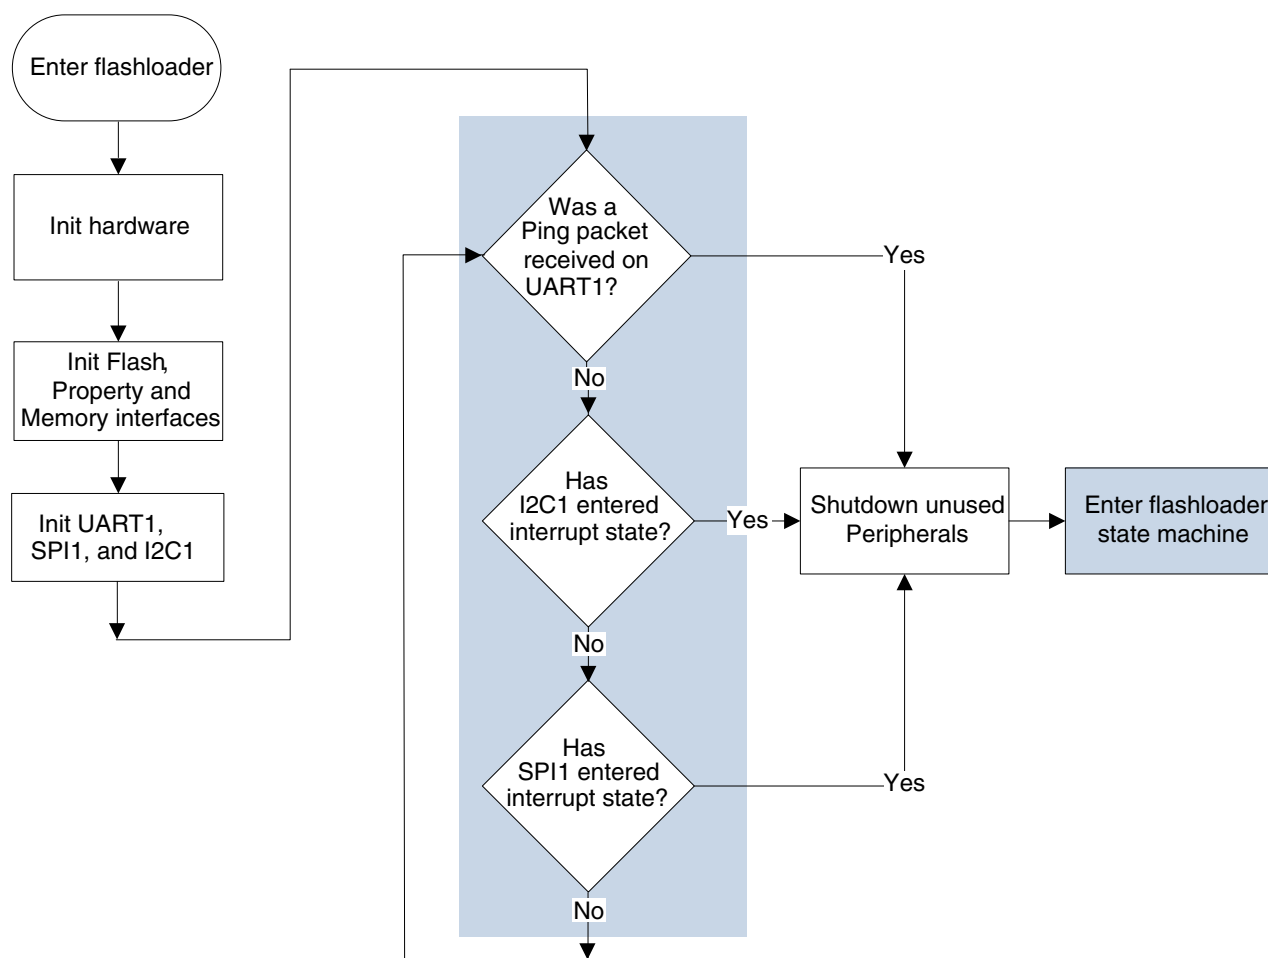 Enter flashloader
Init hardware
Init Flash,
Property and
Memory interfaces
Init UART1,
SPI1, and I2C1
Was a
Ping packet
received on
UART1?
Yes
No
Has
I2C1 entered
interrupt state?
Yes
No
Has
SPI1 entered
interrupt state?
Yes
No
Shutdown unused
Peripherals
Enter flashloader
state machine